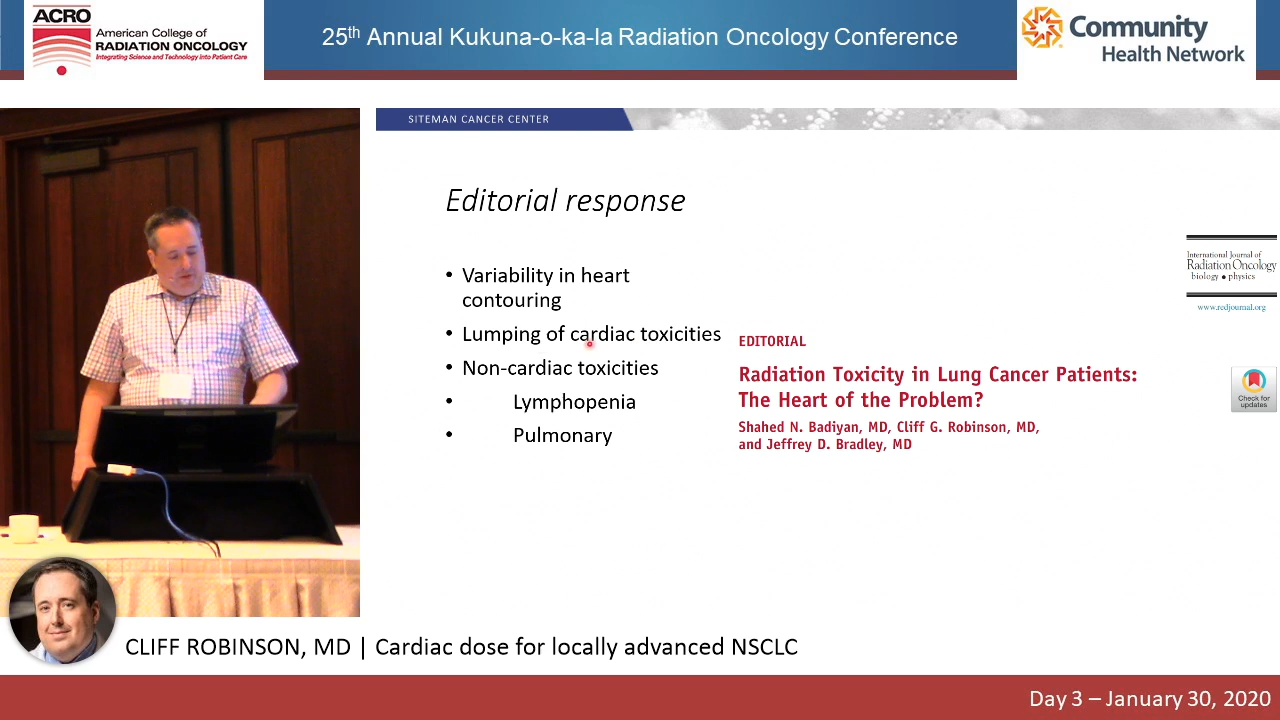 ACRO
American College of
RADIATION ONCOLOGY
Integrating Science and Technology into Patient Care
25th Annual Kukuna-o-ka-la Radiation Oncology Conference
Community
Health Network
SITEMAN CANCER CENTER
Editorial response
• Variability in heart
contouring
• Lumping of cardiac toxicities
• Non-cardiac toxicities
• Lymphopenia
• Pulmonary
International Journal of
Radiation Oncology
biology • physics
www.redjournal.org
EDITORIAL
Radiation Toxicity in Lung Cancer Patients:
The Heart of the Problem?
Shahed N. Badiyan, MD, Cliff G. Robinson, MD,
and Jeffrey D. Bradley, MD
Check for
updates
CLIFF ROBINSON, MD | Cardiac dose for locally advanced NSCLC
Day 3 – January 30, 2020